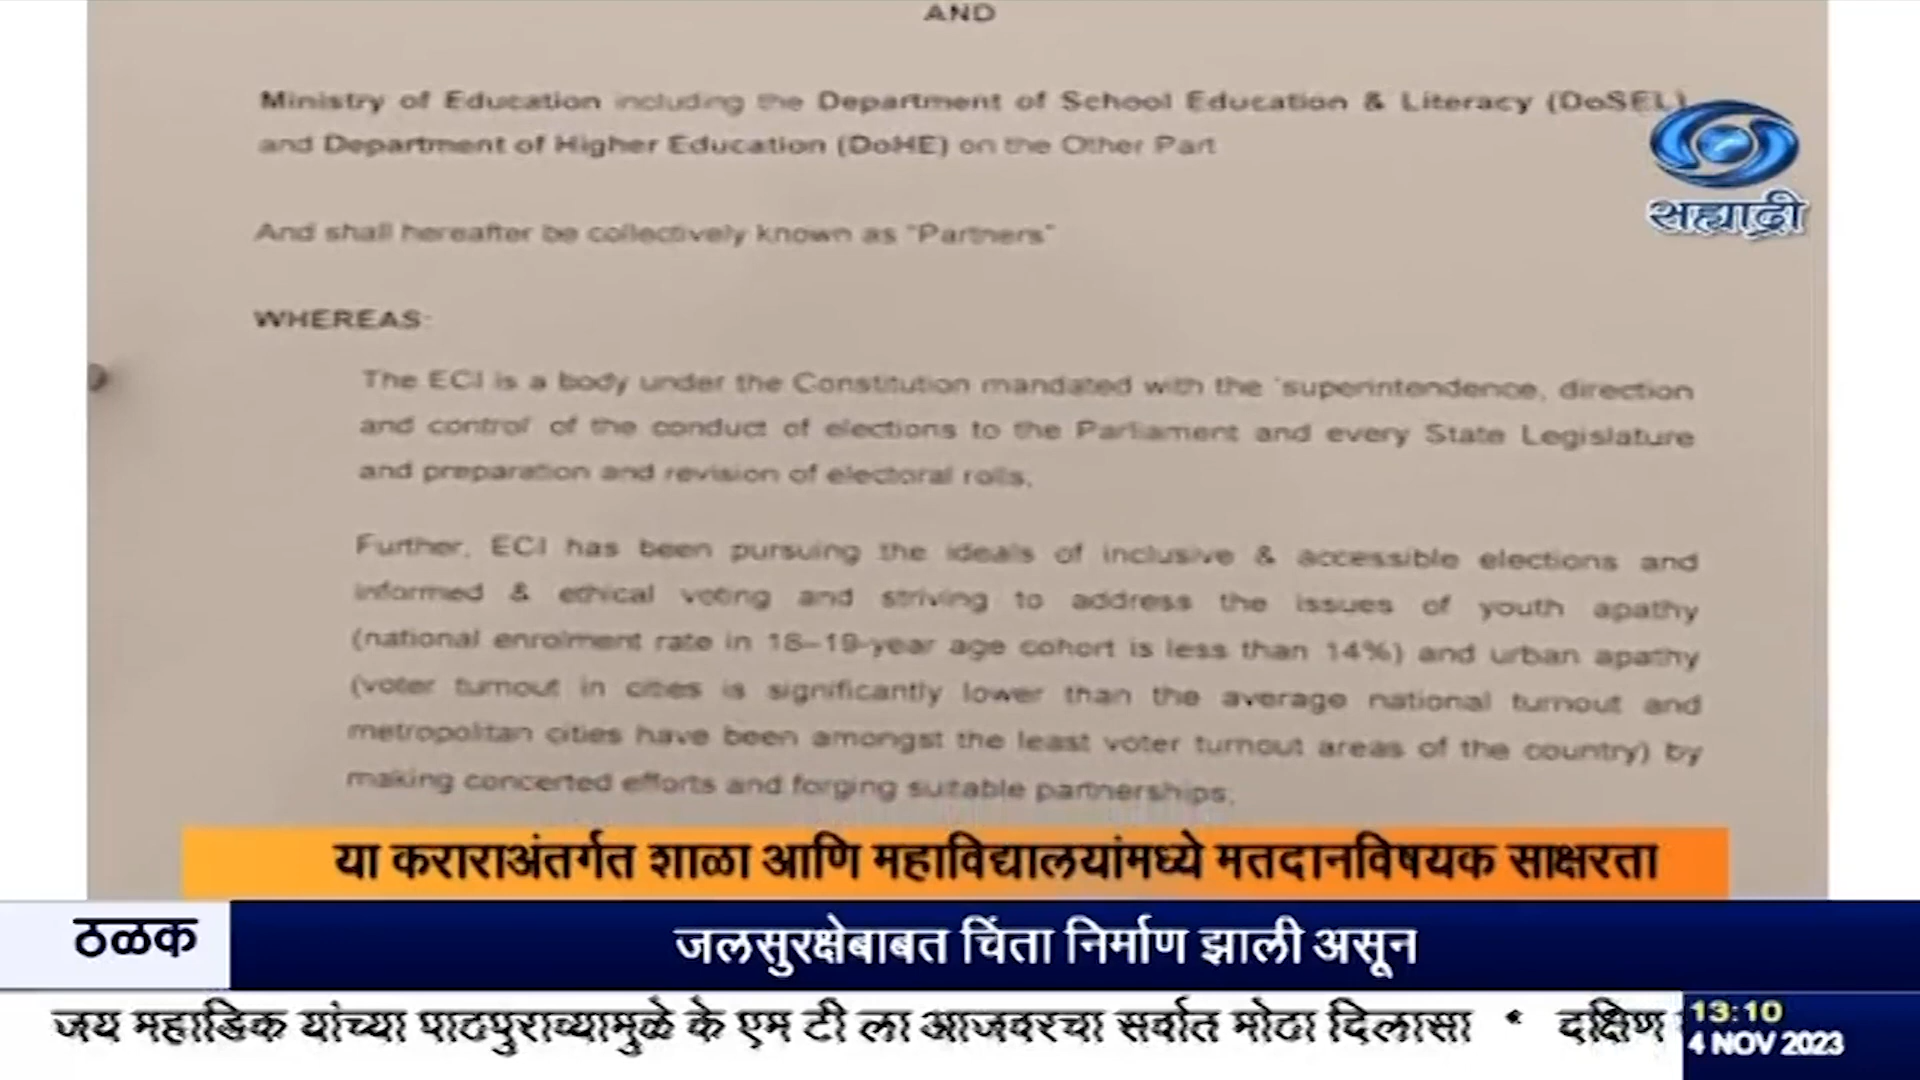 AND
Ministry of Education including the Department of School Education & Literacy (DoSEL)
and Department of Higher Education (DoHE) on the Other Part
सह्याद्री
And shall hereafter be collectively known as "Partners"
WHEREAS:
The ECI is a body under the Constitution mandated with the 'superintendence, direction
and control' of the conduct of elections to the Parliament and every State Legislature
and preparation and revision of electoral rolls.
Further, ECI has been pursuing the ideals of inclusive & accessible elections and
informed & ethical voting and striving to address the issues of youth apathy
(national enrolment rate in 18–19-year age cohort is less than 14%) and urban apathy
(voter turnout in cities is significantly lower than the average national turnout and
metropolitan cities have been amongst the least voter turnout areas of the country) by
making concerted efforts and forging suitable partnerships.
या कराराअंतर्गत शाळा आणि महाविद्यालयांमध्ये मतदानविषयक साक्षरता
ठळक
जलसुरक्षेबाबत चिंता निर्माण झाली असून
जय महाडिक यांच्या पाठपुराव्यामुळे के एम टी ला आजवरचा सर्वात मोठा दिलासा * दक्षिण
13:10
4 NOV 2023